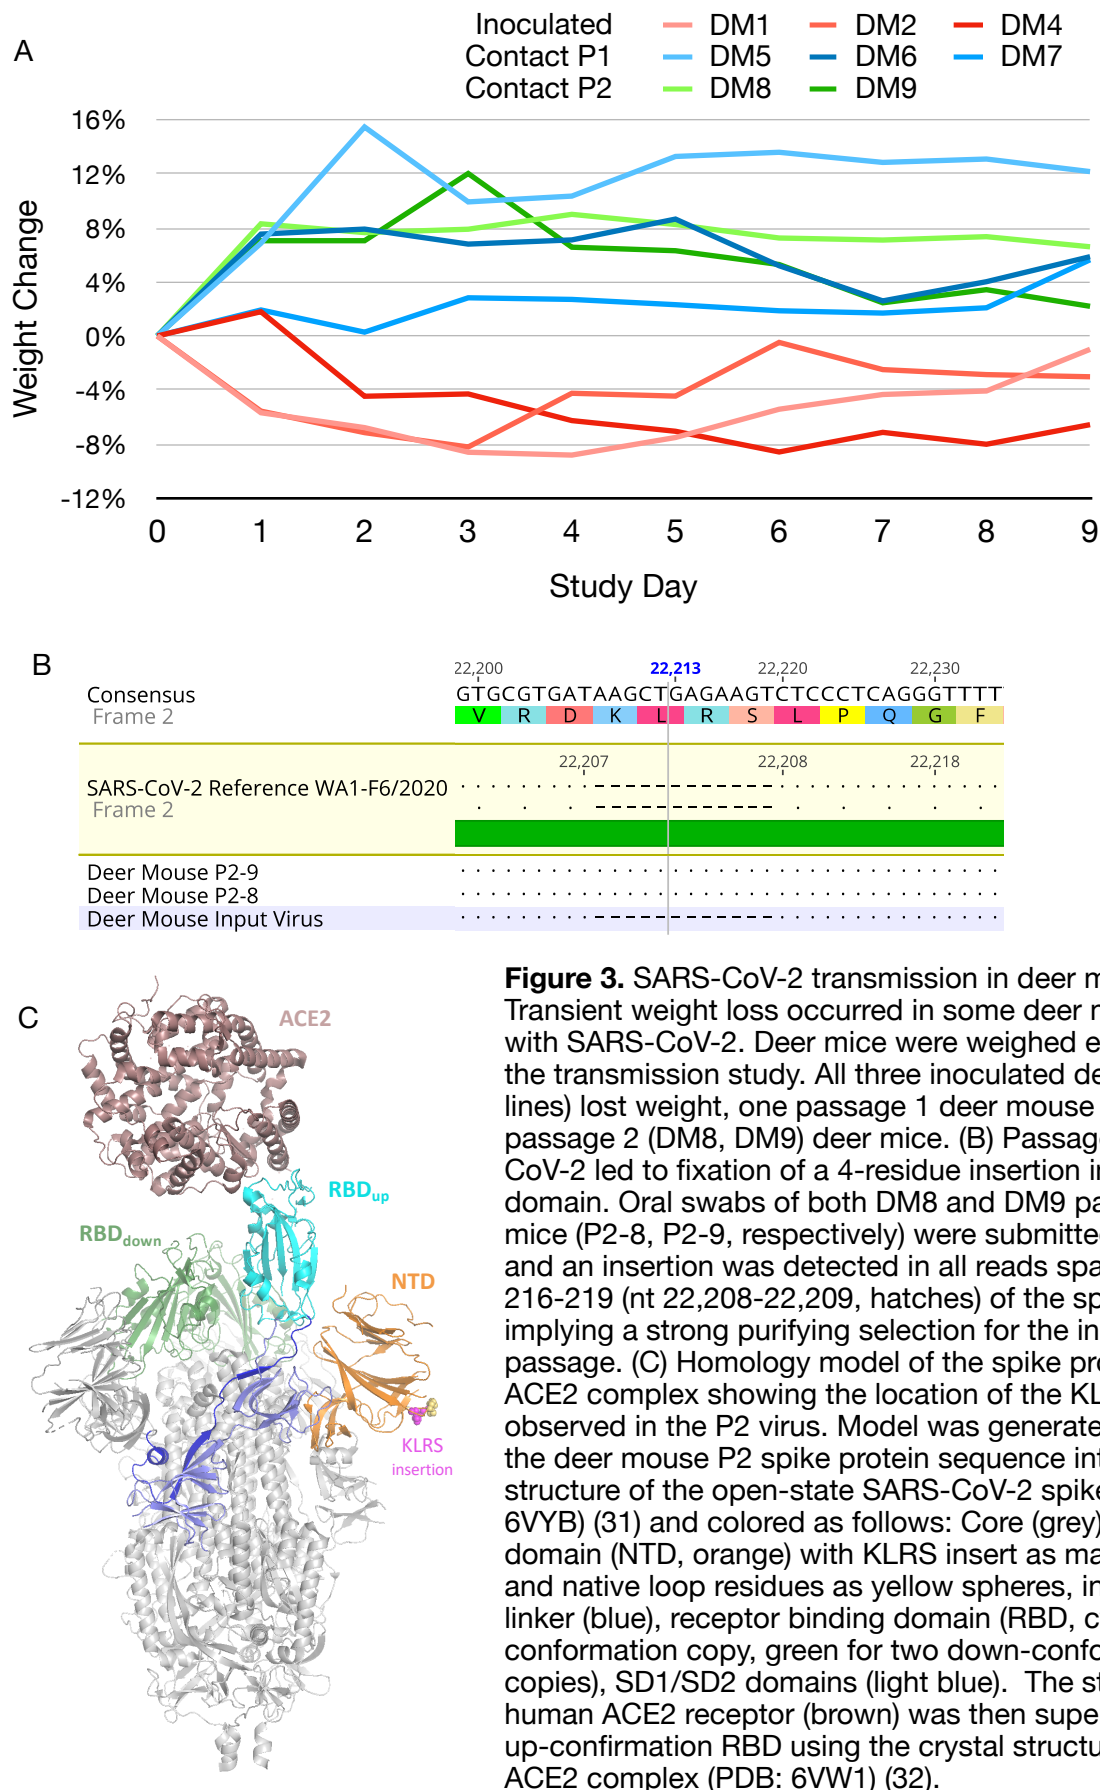 A
Inoculated DM1 DM2 DM4
Contact P1 DM5 DM6 DM7
Contact P2 DM8 DM9
16%
12%
8%
4%
0%
-4%
-8%
-12%
Weight Change
0 1 2 3 4 5 6 7 8 9
Study Day
B
22,200 22,213 22,220 22,230
Consensus GTGCGTGATAAGCTGAGAAGTCTCCCTCAGGGTTTT
Frame 2 V R D K L R S L P Q G F
22,207 22,208 22,218
SARS-CoV-2 Reference WA1-F6/2020
Frame 2
Deer Mouse P2-9
Deer Mouse P2-8
Deer Mouse Input Virus
C
ACE2
RBDup
RBDdown
NTD
KLRS
insertion
Figure 3. SARS-CoV-2 transmission in deer m
Transient weight loss occurred in some deer
with SARS-CoV-2. Deer mice were weighed e
the transmission study. All three inoculated de
lines) lost weight, one passage 1 deer mouse
passage 2 (DM8, DM9) deer mice. (B) Passage
CoV-2 led to fixation of a 4-residue insertion in
domain. Oral swabs of both DM8 and DM9 pa
mice (P2-8, P2-9, respectively) were submitted
and an insertion was detected in all reads spa
216-219 (nt 22,208-22,209, hatches) of the sp
implying a strong purifying selection for the in
passage. (C) Homology model of the spike pro
ACE2 complex showing the location of the KL
observed in the P2 virus. Model was generate
the deer mouse P2 spike protein sequence int
structure of the open-state SARS-CoV-2 spike
6VYB) (31) and colored as follows: Core (grey)
domain (NTD, orange) with KLRS insert as ma
and native loop residues as yellow spheres, in
linker (blue), receptor binding domain (RBD, c
conformation copy, green for two down-confo
copies), SD1/SD2 domains (light blue). The st
human ACE2 receptor (brown) was then supe
up-confirmation RBD using the crystal structu
ACE2 complex (PDB: 6VW1) (32).